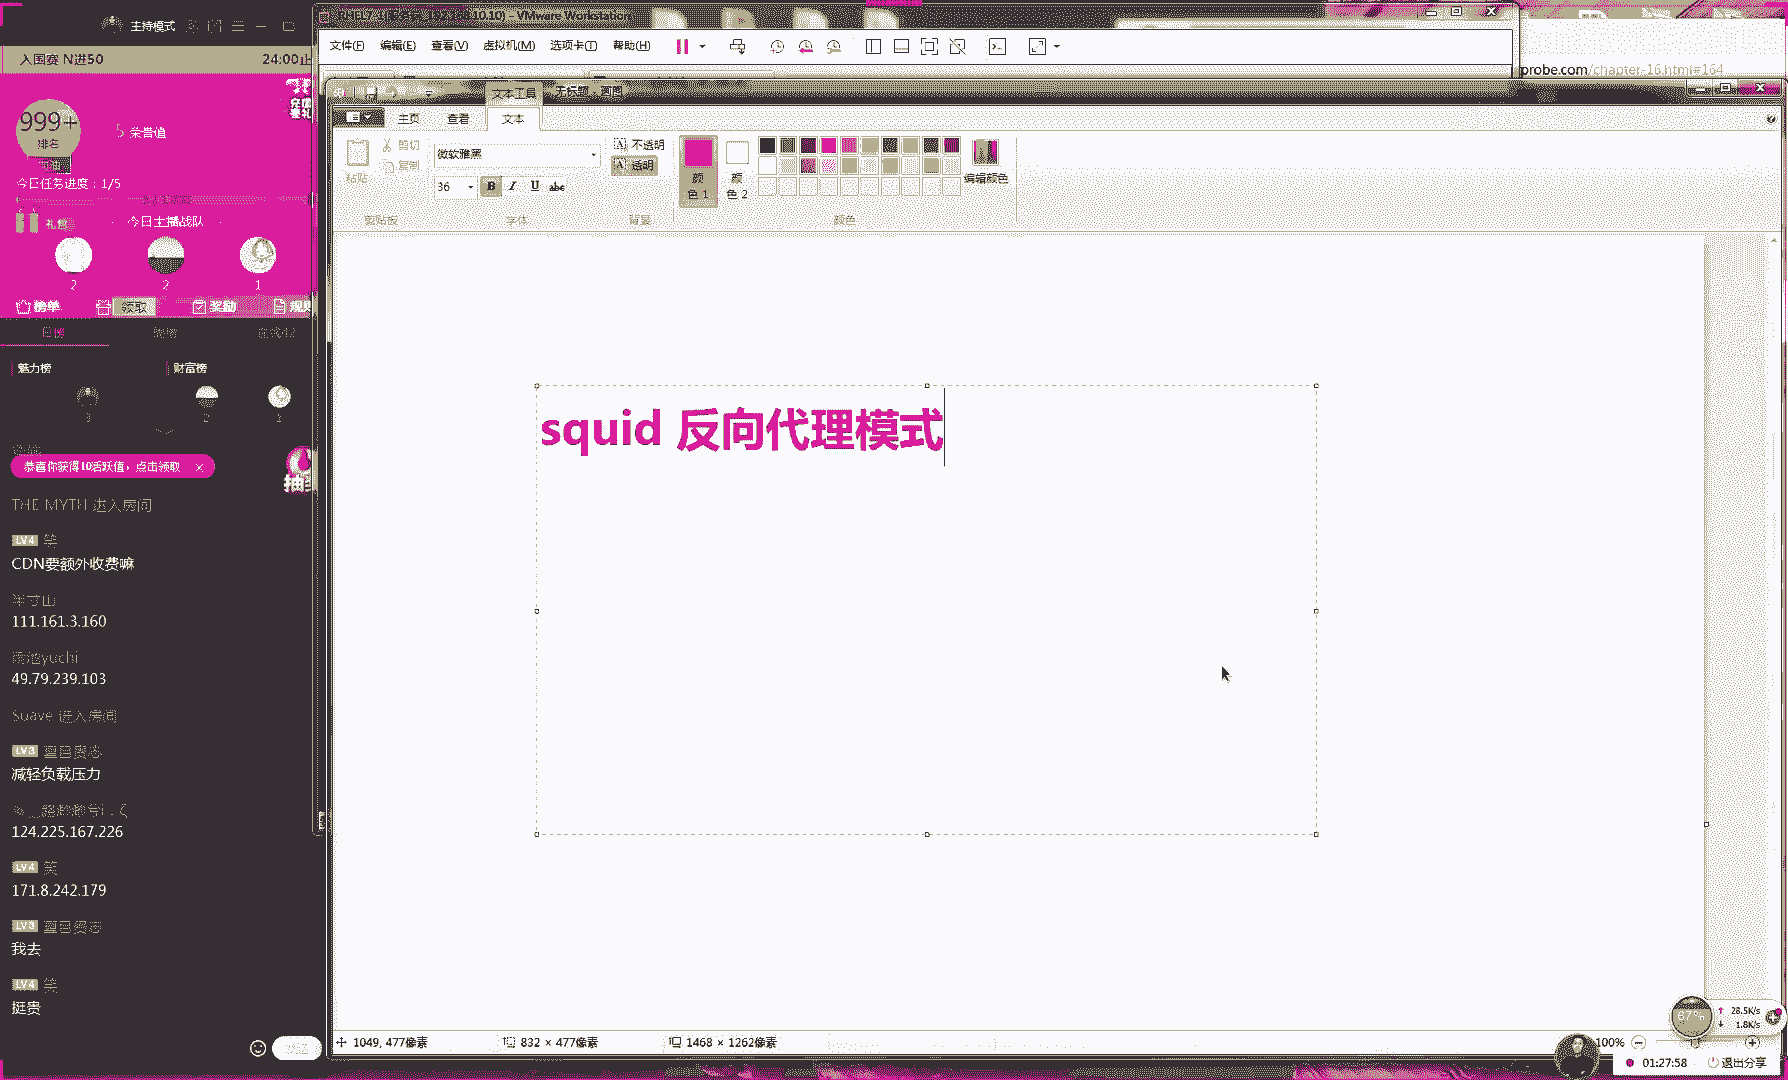 主持模式
入围赛 N进50
24:00止
999+
排名
5 荣誉值
今日任务进度：1/5
礼物
今日主播战队
2
2
1
榜单
领取
奖励
魅力榜
财富榜
3
2
恭喜你获得10活跃值，点击领取 ×
THE MYTH 进入房间
LV4 笑
CDN要额外收费嘛
111.161.3.160
49.79.239.103
Suave 进入房间
LV3
减轻负载压力
124.225.167.226
LV4 笑
171.8.242.179
LV3
我去
LV4 笑
挺贵
VMware Workstation
文件(F)
编辑(E)
查看(V)
虚拟机(M)
选项卡(T)
帮助(H)
probe.com/chapter-16.html#164
文本工具
无标题 - 画图
主页
查看
文本
粘贴
剪切
复制
剪贴板
微软雅黑
36
B I U abc
字体
不透明
透明
背景
颜色 1
颜色 2
编辑颜色
颜色
squid 反向代理模式
1049, 477像素
832 × 477像素
1468 × 1262像素
100%
67%
28.5K/s
1.8K/s
01:27:58
退出分享